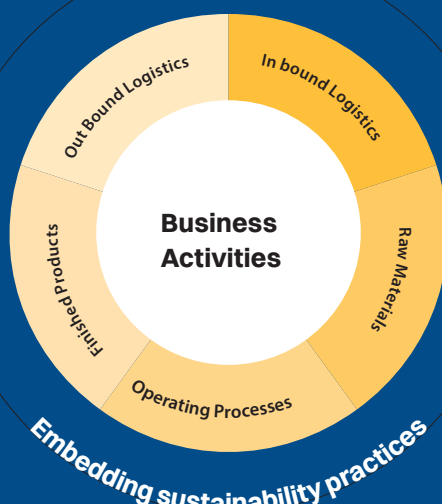 In bound Logistics
Raw Materials
Operating Processes
Finished Products
Out Bound Logistics
Business
Activities
Embedding sustainability practices